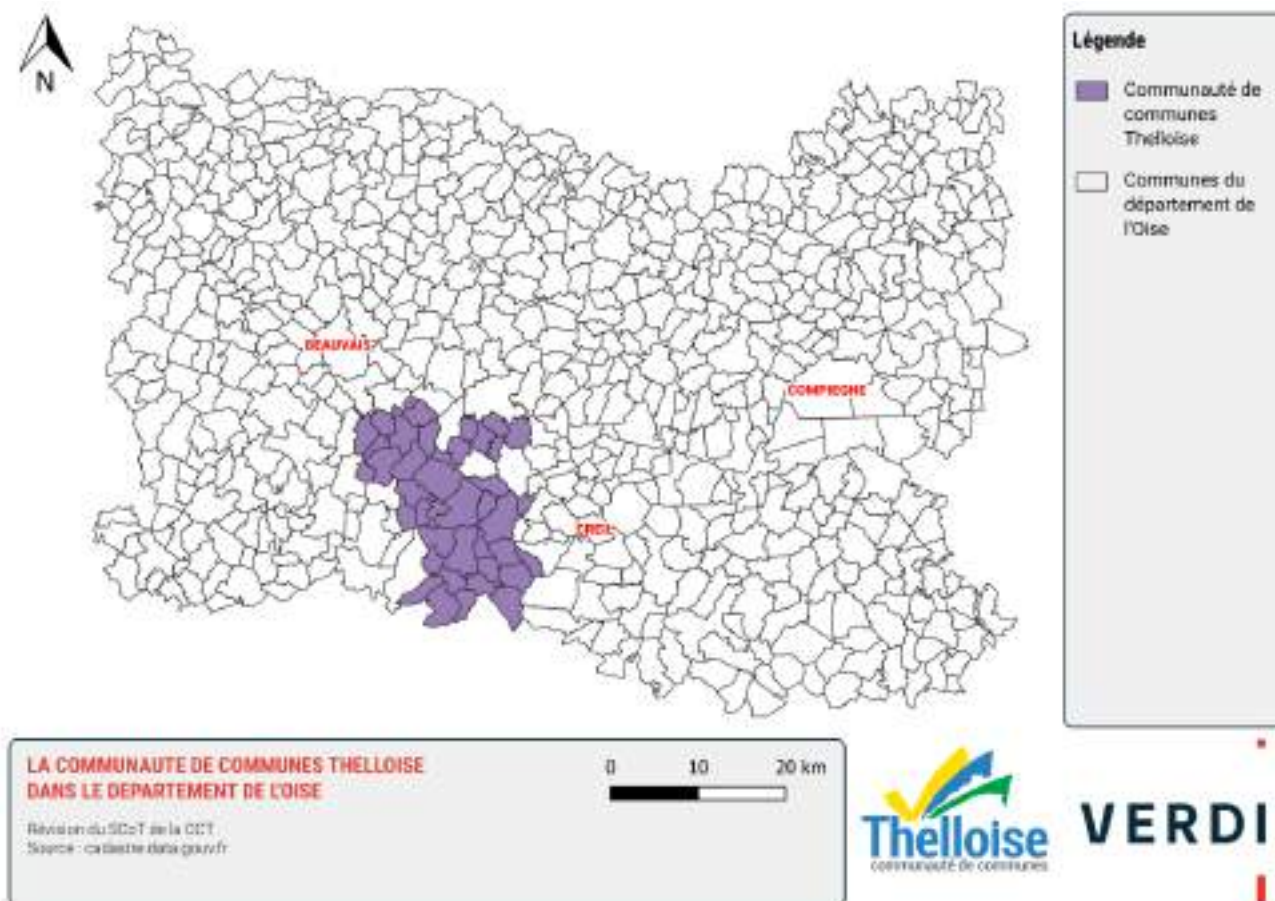 N
Légende
Communauté de
communes
Thelloise
Communes du
département de
l'Oise
BEAUVAIS
COMPIEGNE
CREIL
LA COMMUNAUTE DE COMMUNES THELLOISE
DANS LE DEPARTEMENT DE L'OISE
Révision du SCoT de la CCT
Source : cadastre.data.gouv.fr
0 10 20 km
Thelloise
communauté de communes
VERDI